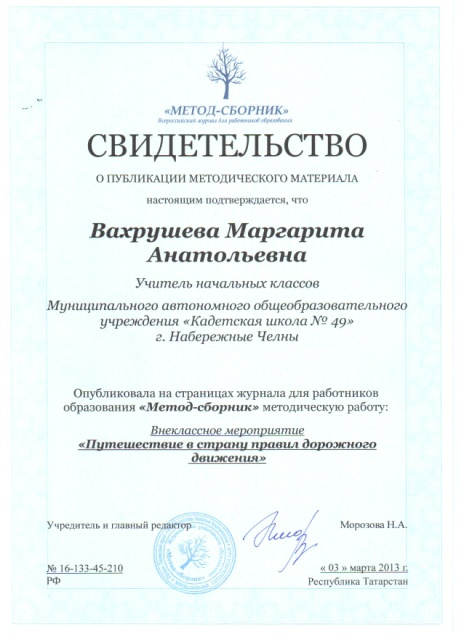 «МЕТОД-СБОРНИК»
Всероссийский журнал для работников образования
СВИДЕТЕЛЬСТВО
О ПУБЛИКАЦИИ МЕТОДИЧЕСКОГО МАТЕРИАЛА
настоящим подтверждается, что
Вахрушева Маргарита
Анатольевна
Учитель начальных классов
Муниципального автономного общеобразовательного
учреждения «Кадетская школа № 49»
г. Набережные Челны
Опубликовала на страницах журнала для работников
образования «Метод-сборник» методическую работу:
Внеклассное мероприятие
«Путешествие в страну правил дорожного
движения»
Учредитель и главный редактор
Морозова Н.А.
№ 16-133-45-210
« 03 » марта 2013 г.
РФ
Республика Татарстан
«Метод-сборник»